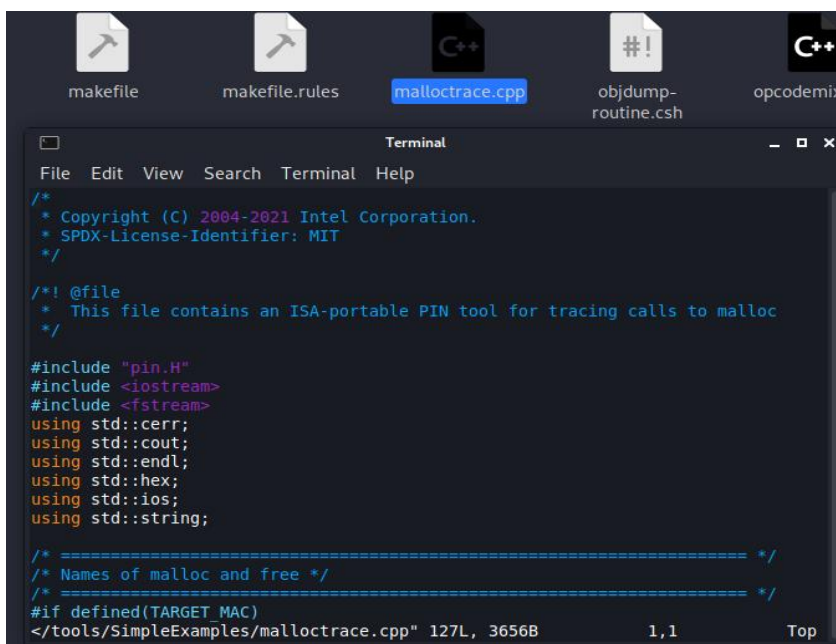 C++
#!
C++
makefile
makefile.rules
malloctrace.cpp
objdump-
routine.csh
opcodemi
Terminal
File Edit View Search Terminal Help
/*
 * Copyright (C) 2004-2021 Intel Corporation.
 * SPDX-License-Identifier: MIT
 */
/*! @file
 *  This file contains an ISA-portable PIN tool for tracing calls to malloc
 */
#include "pin.H"
#include <iostream>
#include <fstream>
using std::cerr;
using std::cout;
using std::endl;
using std::hex;
using std::ios;
using std::string;
/* ===================================================================== */
/* Names of malloc and free */
/* ===================================================================== */
#if defined(TARGET_MAC)
</tools/SimpleExamples/malloctrace.cpp" 127L, 3656B 1,1 Top